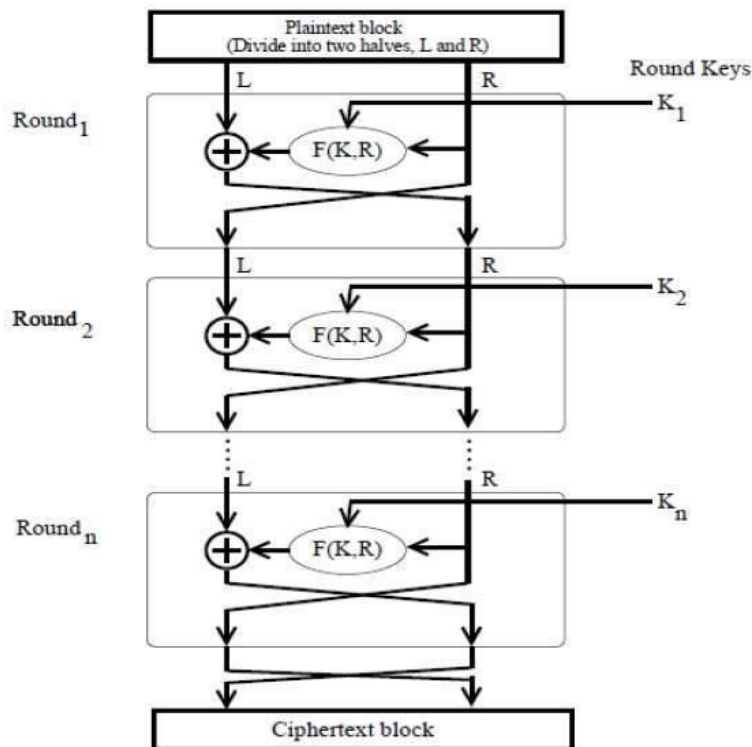 Plaintext block
(Divide into two halves, L and R)
L
R
Round Keys
K1
Round1
F(K,R)
L
R
K2
Round2
F(K,R)
L
R
Kn
Roundn
F(K,R)
Ciphertext block